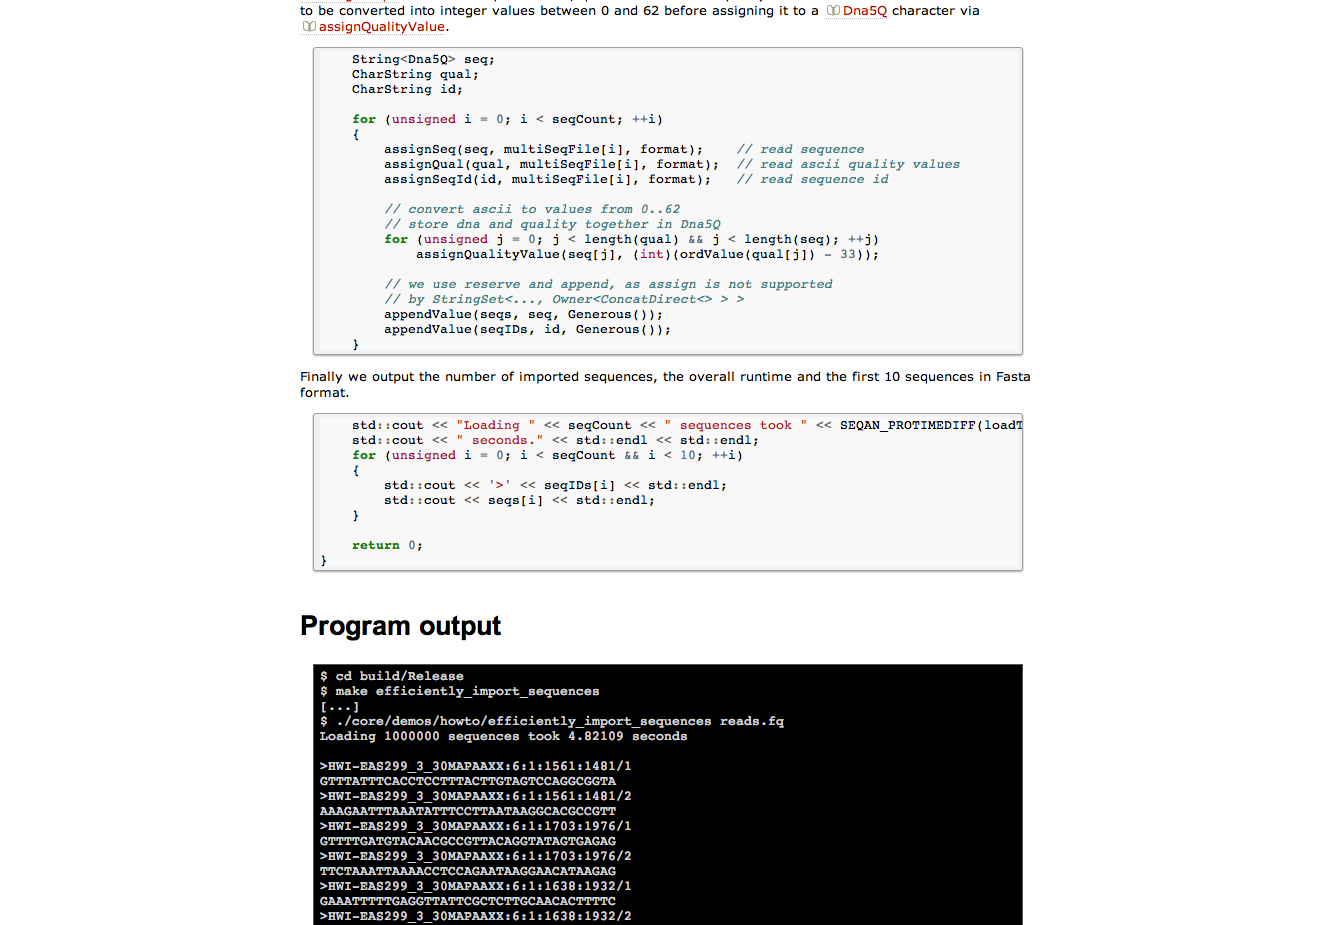 to be converted into integer values between 0 and 62 before assigning it to a Dna5Q character via
assignQualityValue.
String<Dna5Q> seq;
CharString qual;
CharString id;
for (unsigned i = 0; i < seqCount; ++i)
{
assignSeq(seq, multiSeqFile[i], format);    // read sequence
assignQual(qual, multiSeqFile[i], format);  // read ascii quality values
assignSeqId(id, multiSeqFile[i], format);   // read sequence id
// convert ascii to values from 0..62
// store dna and quality together in Dna5Q
for (unsigned j = 0; j < length(qual) && j < length(seq); ++j)
assignQualityValue(seq[j], (int)(ordValue(qual[j]) - 33));
// we use reserve and append, as assign is not supported
// by StringSet<..., Owner<ConcatDirect<> > >
appendValue(seqs, seq, Generous());
appendValue(seqIDs, id, Generous());
}
Finally we output the number of imported sequences, the overall runtime and the first 10 sequences in Fasta
format.
std::cout << "Loading " << seqCount << " sequences took " << SEQAN_PROTIMEDIFF(loadT
std::cout << " seconds." << std::endl << std::endl;
for (unsigned i = 0; i < seqCount && i < 10; ++i)
{
std::cout << '>' << seqIDs[i] << std::endl;
std::cout << seqs[i] << std::endl;
}
return 0;
}
Program output
$ cd build/Release
$ make efficiently_import_sequences
[...]
$ ./core/demos/howto/efficiently_import_sequences reads.fq
Loading 1000000 sequences took 4.82109 seconds
>HWI-EAS299_3_30MAPAAXX:6:1:1561:1481/1
GTTTATTTCACCTCCTTTACTTGTAGTCCAGGCGGTA
>HWI-EAS299_3_30MAPAAXX:6:1:1561:1481/2
AAAGAATTTAAATATTTCCTTAATAAGGCACGCCGTT
>HWI-EAS299_3_30MAPAAXX:6:1:1703:1976/1
GTTTTGATGTACAACGCCGTTACAGGTATAGTGAGAG
>HWI-EAS299_3_30MAPAAXX:6:1:1703:1976/2
TTCTAAATTAAAACCTCCAGAATAAGGAACATAAGAG
>HWI-EAS299_3_30MAPAAXX:6:1:1638:1932/1
GAAATTTTTGAGGTTATTCGCTCTTGCAACACTTTTC
>HWI-EAS299_3_30MAPAAXX:6:1:1638:1932/2